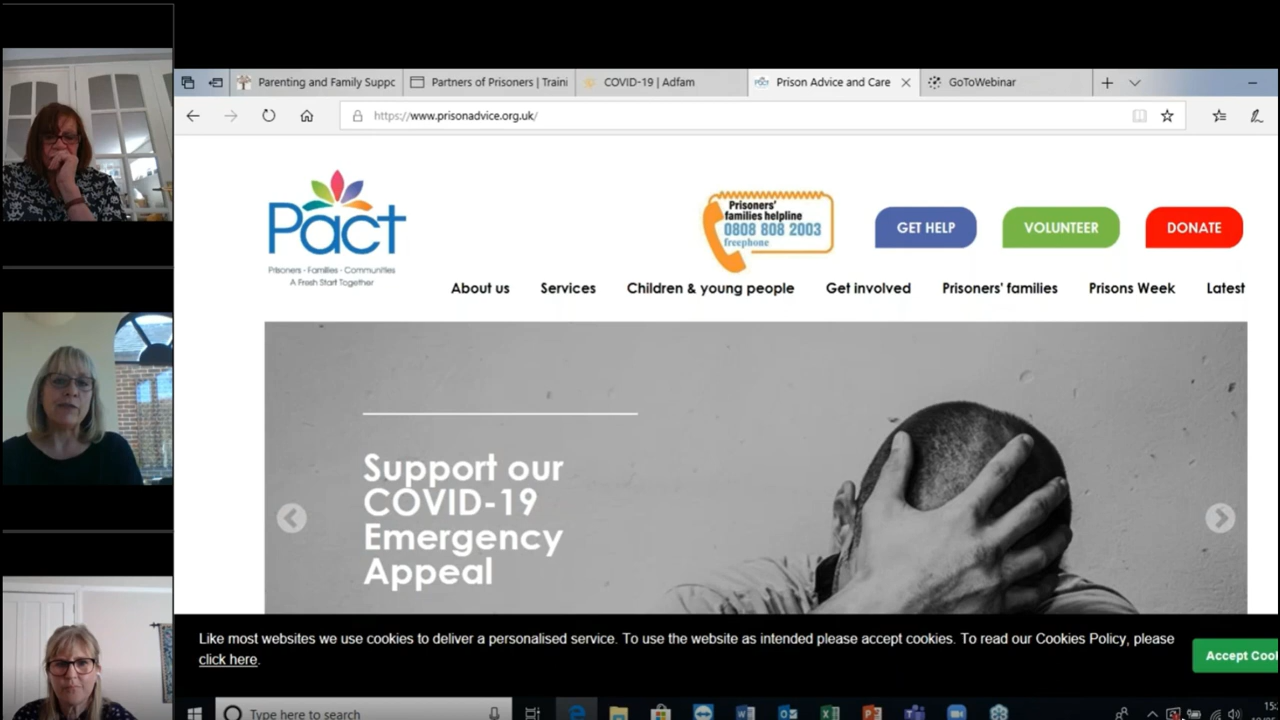 Parenting and Family Suppc
Partners of Prisoners | Traini
COVID-19 | Adfam
Prison Advice and Care
GoToWebinar
https://www.prisonadvice.org.uk/
Pact
Prisoners - Families - Communities
A Fresh Start Together
Prisoners'
families helpline
0808 808 2003
freephone
GET HELP
VOLUNTEER
DONATE
About us
Services
Children & young people
Get involved
Prisoners' families
Prisons Week
Latest
Support our
COVID-19
Emergency
Appeal
Like most websites we use cookies to deliver a personalised service. To use the website as intended please accept cookies. To read our Cookies Policy, please
click here.
Accept Cool
Type here to search